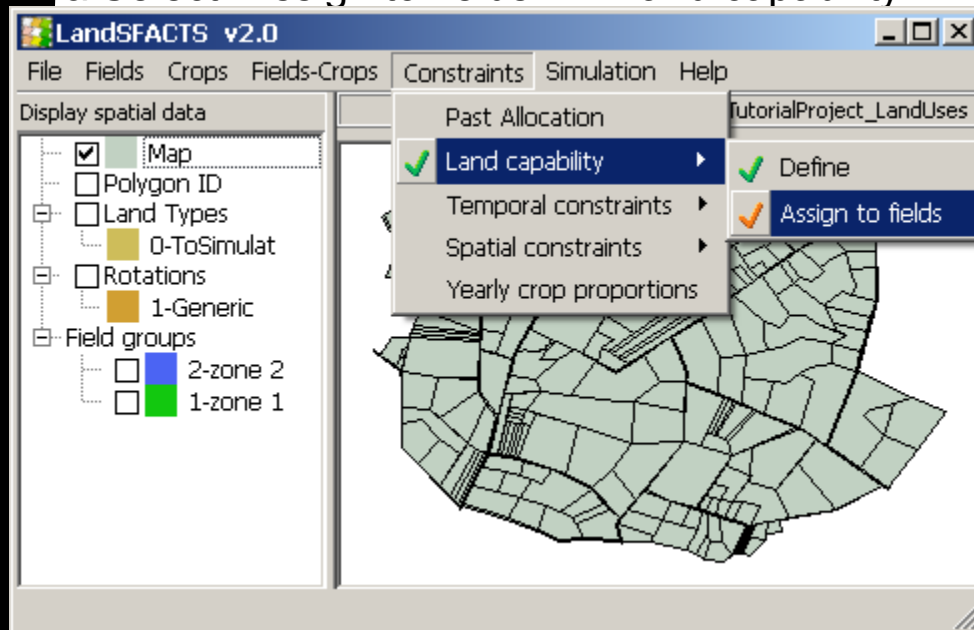 LandSFACTS v2.0
File Fields Crops Fields-Crops Constraints Simulation Help
Display spatial data
TutorialProject_LandUses
Map
Polygon ID
Land Types
0-ToSimulat
Rotations
1-Generic
Field groups
2-zone 2
1-zone 1
Past Allocation
Land capability
Temporal constraints
Spatial constraints
Yearly crop proportions
Define
Assign to fields